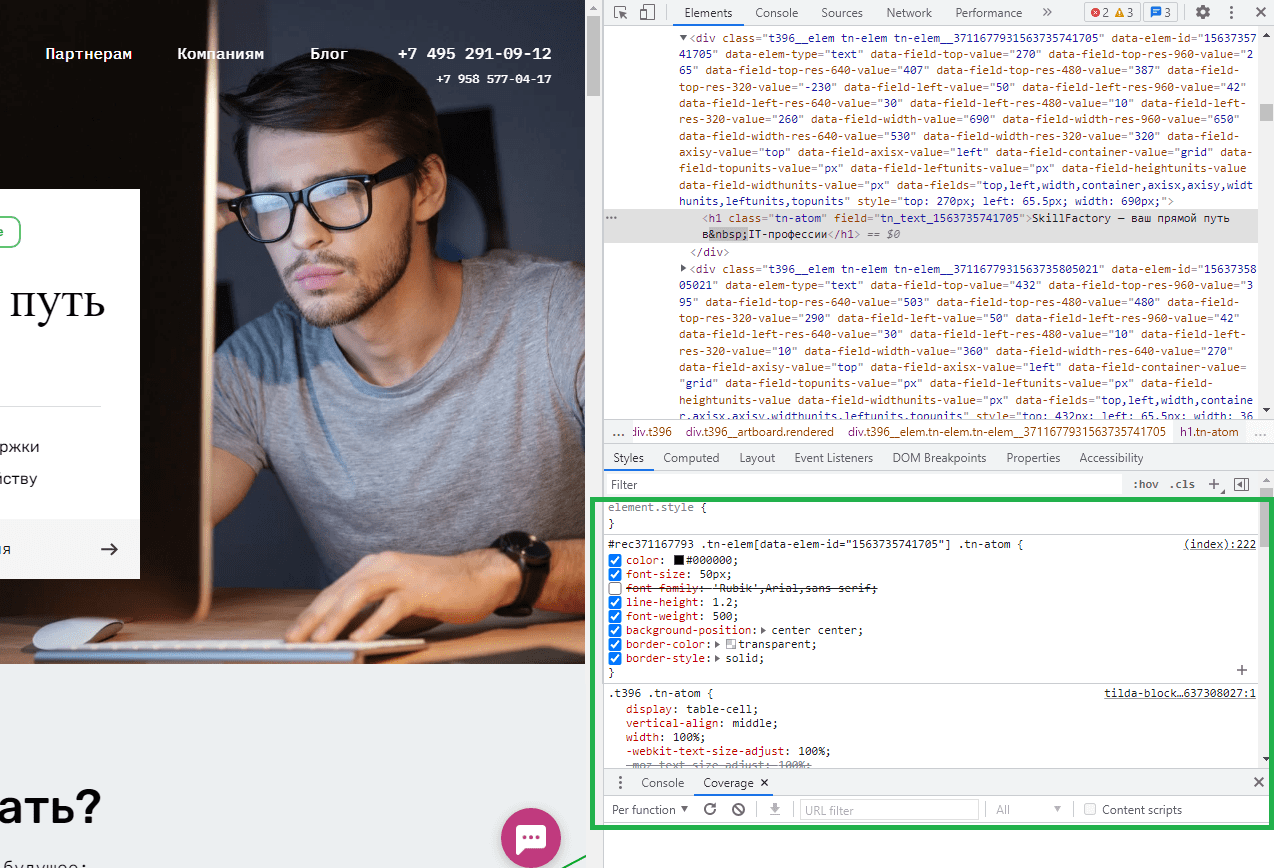 Партнерам
Компаниям
Блог
+7 495 291-09-12
+7 958 577-04-17
е
путь
ржки
йству
я
ать?
будущее:
Elements
Console
Sources
Network
Performance
»
2
3
3
<div class="t396__elem tn-elem tn-elem__3711677931563735741705" data-elem-id="15637357
41705" data-elem-type="text" data-field-top-value="270" data-field-top-res-960-value="2
65" data-field-top-res-640-value="407" data-field-top-res-480-value="387" data-field-
top-res-320-value="-230" data-field-left-value="50" data-field-left-res-960-value="42"
data-field-left-res-640-value="30" data-field-left-res-480-value="10" data-field-left-
res-320-value="260" data-field-width-value="690" data-field-width-res-960-value="650"
data-field-width-res-640-value="530" data-field-width-res-320-value="320" data-field-
axisy-value="top" data-field-axisx-value="left" data-field-container-value="grid" data-
field-topunits-value="px" data-field-leftunits-value="px" data-field-heightunits-value
data-field-widthunits-value="px" data-fields="top,left,width,container,axisx,axisy,widt
hunits,leftunits,topunits" style="top: 270px; left: 65.5px; width: 690px;">
<h1 class="tn-atom" field="tn_text_1563735741705">SkillFactory — ваш прямой путь
в&nbsp;IT-профессии</h1> == $0
</div>
<div class="t396__elem tn-elem tn-elem__3711677931563735805021" data-elem-id="15637358
05021" data-elem-type="text" data-field-top-value="432" data-field-top-res-960-value="3
95" data-field-top-res-640-value="503" data-field-top-res-480-value="480" data-field-
top-res-320-value="290" data-field-left-value="50" data-field-left-res-960-value="42"
data-field-left-res-640-value="30" data-field-left-res-480-value="10" data-field-left-
res-320-value="10" data-field-width-value="360" data-field-width-res-640-value="270"
data-field-axisy-value="top" data-field-axisx-value="left" data-field-container-value=
"grid" data-field-topunits-value="px" data-field-leftunits-value="px" data-field-
heightunits-value data-field-widthunits-value="px" data-fields="top,left,width,containe
r,axisx,axisy,widthunits,leftunits,topunits" style="top: 432px; left: 65.5px; width: 36
... div.t396 div.t396__artboard.rendered div.t396__elem.tn-elem.tn-elem__3711677931563735741705 h1.tn-atom ...
Styles
Computed
Layout
Event Listeners
DOM Breakpoints
Properties
Accessibility
Filter
:hov .cls +
element.style {
}
#rec371167793 .tn-elem[data-elem-id="1563735741705"] .tn-atom { (index):222
color: #000000;
font-size: 50px;
font-family: 'Rubik',Arial,sans-serif;
line-height: 1.2;
font-weight: 500;
background-position: center center;
border-color: transparent;
border-style: solid;
}
.t396 .tn-atom { tilda-block…637308027:1
display: table-cell;
vertical-align: middle;
width: 100%;
-webkit-text-size-adjust: 100%;
-moz-text-size-adjust: 100%;
Console
Coverage
Per function
URL filter
All
Content scripts